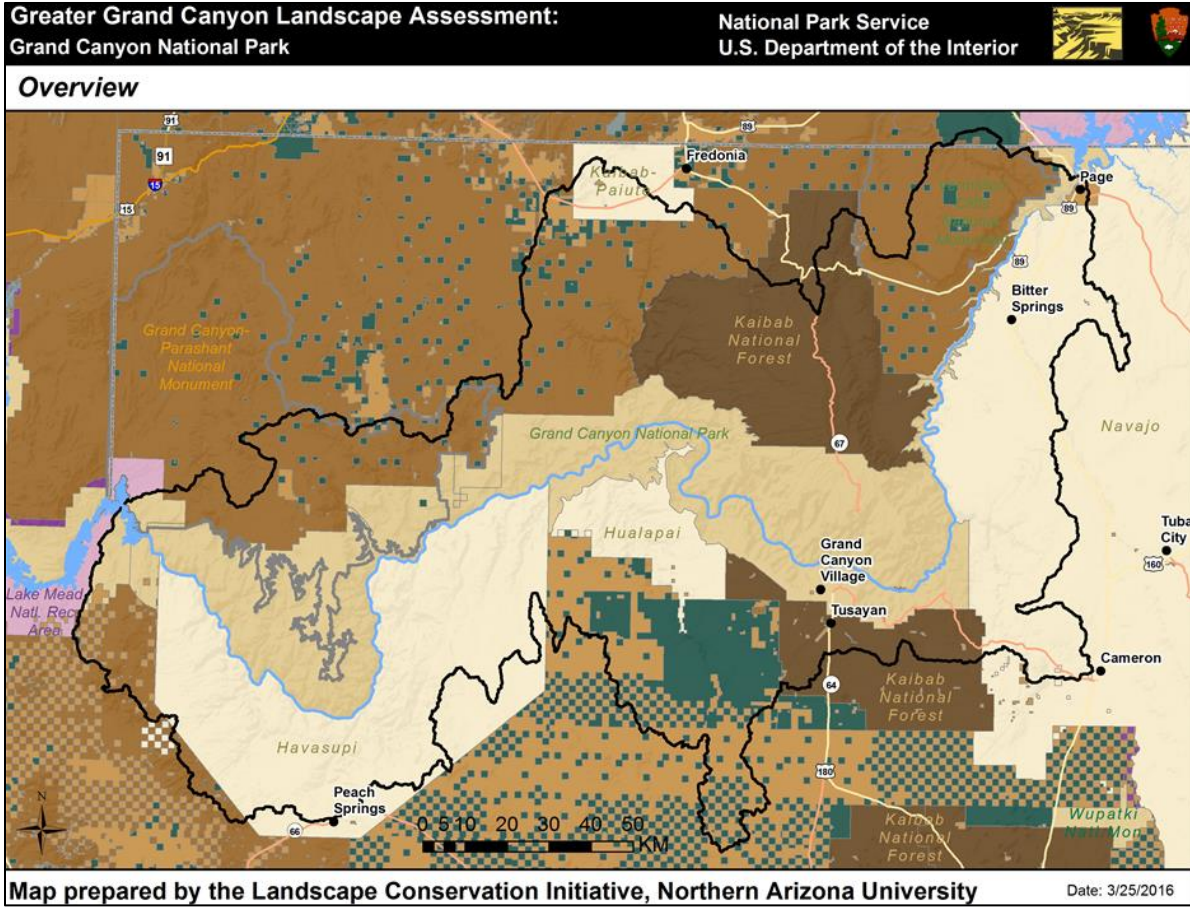 Greater Grand Canyon Landscape Assessment:
Grand Canyon National Park
National Park Service
U.S. Department of the Interior
Overview
91
89
91
Fredonia
Kaibab-
Paiute
15
Page
15
89
89
Bitter
Springs
Grand Canyon-
Parashant
National
Monument
Kaibab
National
Forest
Navajo
Grand Canyon National Park
67
Hualapai
Tuba
City
160
Grand
Canyon
Village
Lake Mead
Natl. Rec
Area
Tusayan
Cameron
64
Kaibab
National
Forest
Havasupi
180
Peach
Springs
66
N
0 5 10 20 30 40 50
KM
Kaibab
National
Forest
Wupatki
Natl Mon
Map prepared by the Landscape Conservation Initiative, Northern Arizona University
Date: 3/25/2016